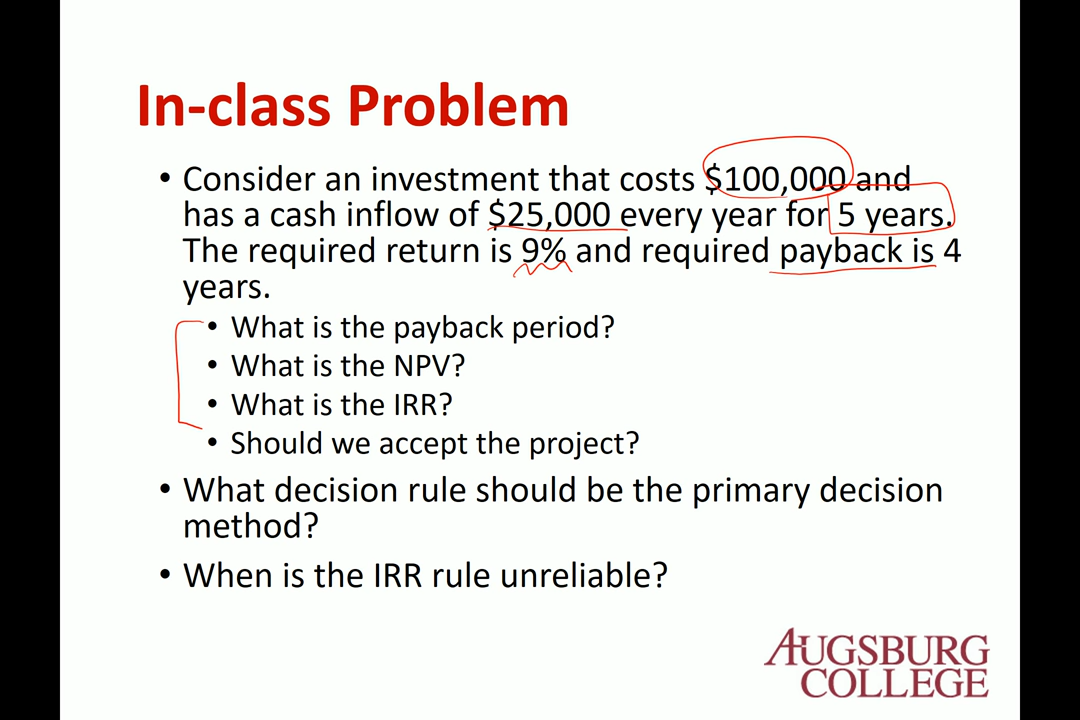 In-class Problem
• Consider an investment that costs $100,000 and
has a cash inflow of $25,000 every year for 5 years.
The required return is 9% and required payback is 4
years.
• What is the payback period?
• What is the NPV?
• What is the IRR?
• Should we accept the project?
• What decision rule should be the primary decision
method?
• When is the IRR rule unreliable?
AUGSBURG
COLLEGE